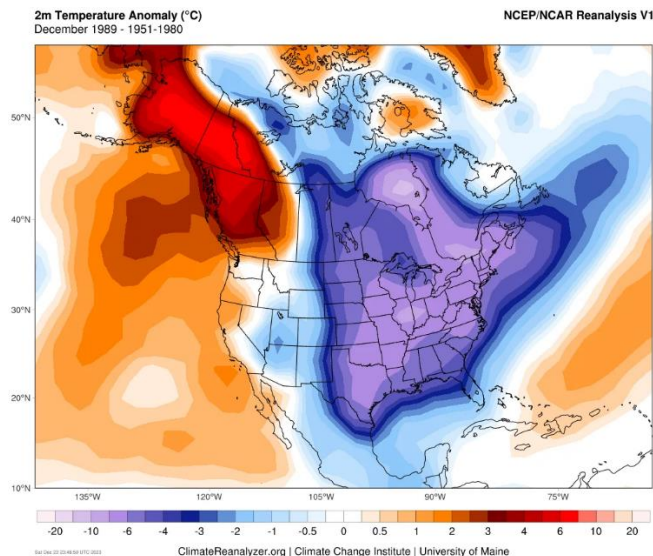 2m Temperature Anomaly (°C)
NCEP/NCAR Reanalysis V1
December 1989 - 1951-1980
50°N
40°N
30°N
20°N
10°N
135°W 120°W 105°W 90°W 75°W
-20 -10 -6 -4 -3 -2 -1 -0.5 0 0.5 1 2 3 4 6 10 20
ClimateReanalyzer.org | Climate Change Institute | University of Maine